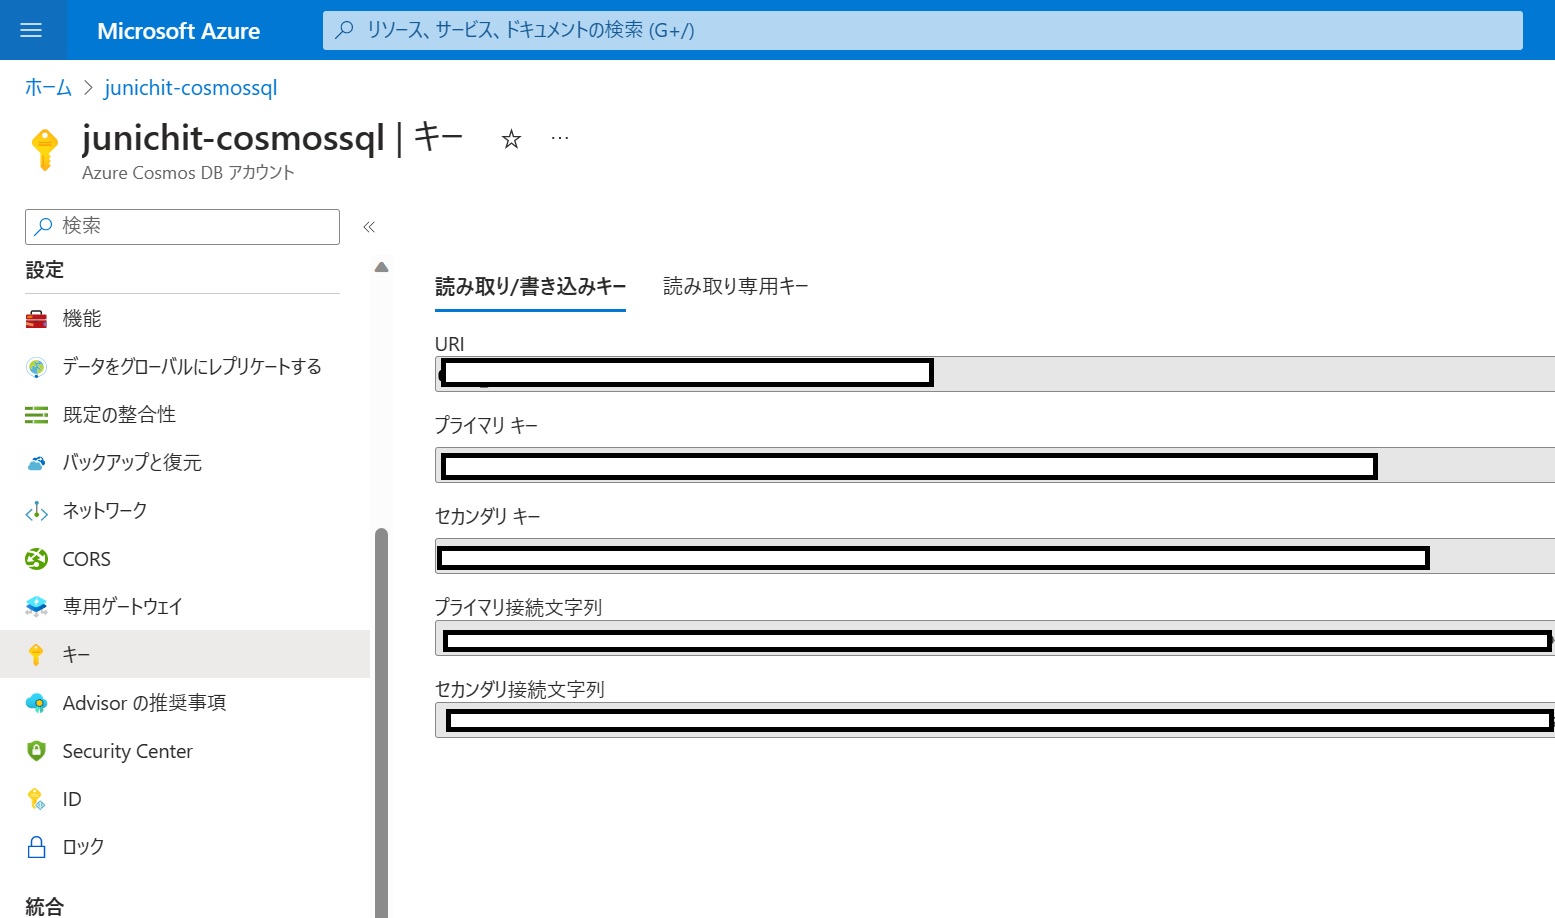 Microsoft Azure
リソース、サービス、ドキュメントの検索 (G+/)
ホーム > junichit-cosmossql
junichit-cosmossql | キー
Azure Cosmos DB アカウント
検索
設定
機能
データをグローバルにレプリケートする
既定の整合性
バックアップと復元
ネットワーク
CORS
専用ゲートウェイ
キー
Advisor の推奨事項
Security Center
ID
ロック
統合
読み取り/書き込みキー 読み取り専用キー
URI
プライマリ キー
セカンダリ キー
プライマリ接続文字列
セカンダリ接続文字列